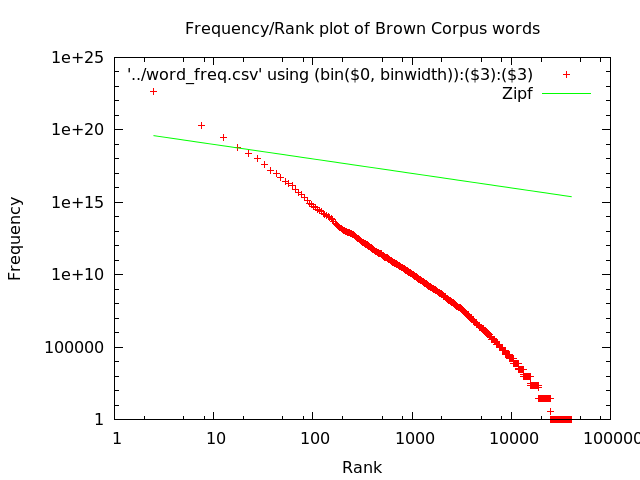 Frequency/Rank plot of Brown Corpus words
1e+25
'../word_freq.csv' using (bin($0, binwidth)):($3):($3)
Zipf
1e+20
1e+15
Frequency
1e+10
100000
1
1 10 100 1000 10000 100000
Rank